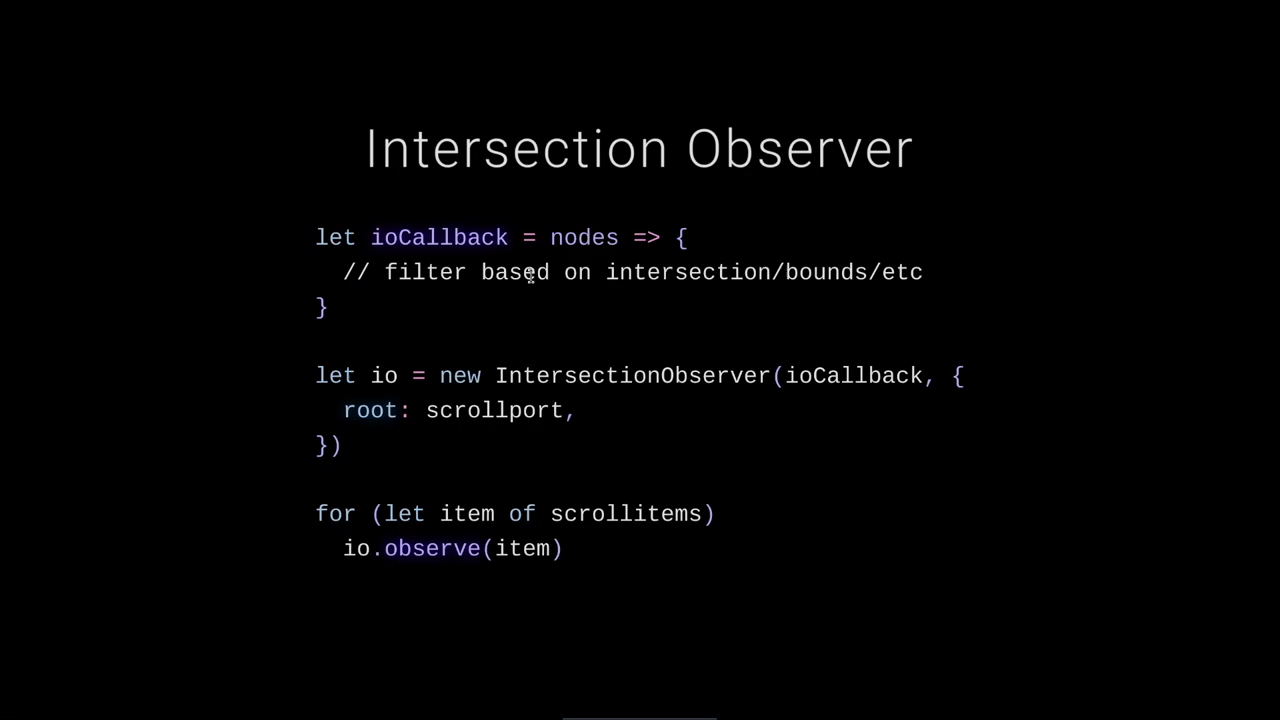 Intersection Observer
let ioCallback = nodes => {
  // filter based on intersection/bounds/etc
}
let io = new IntersectionObserver(ioCallback, {
  root: scrollport,
})
for (let item of scrollitems)
  io.observe(item)